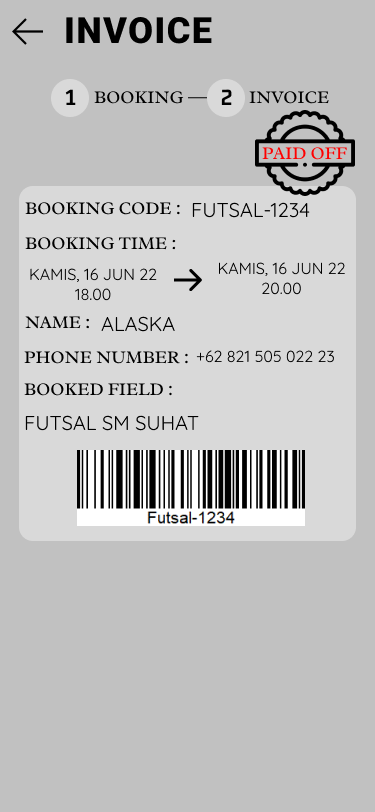 INVOICE
1 BOOKING — 2 INVOICE
PAID OFF
BOOKING CODE : FUTSAL-1234
BOOKING TIME :
KAMIS, 16 JUN 22 → KAMIS, 16 JUN 22
18.00 20.00
NAME : ALASKA
PHONE NUMBER : +62 821 505 022 23
BOOKED FIELD :
FUTSAL SM SUHAT
Futsal-1234